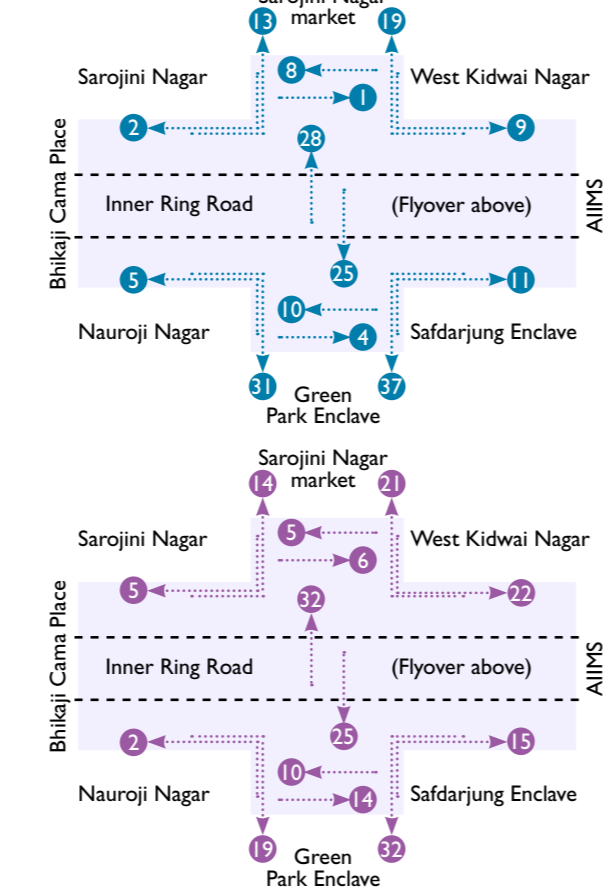 Sarojini Nagar
market
13
19
8
Sarojini Nagar
West Kidwai Nagar
1
2
9
28
Bhikaji Cama Place
Inner Ring Road
(Flyover above)
AIIMS
25
5
11
10
Nauroji Nagar
4
Safdarjung Enclave
31
37
Green
Park Enclave
Sarojini Nagar
market
14
21
5
Sarojini Nagar
West Kidwai Nagar
6
5
22
32
Bhikaji Cama Place
Inner Ring Road
(Flyover above)
AIIMS
25
2
15
10
Nauroji Nagar
14
Safdarjung Enclave
19
32
Green
Park Enclave